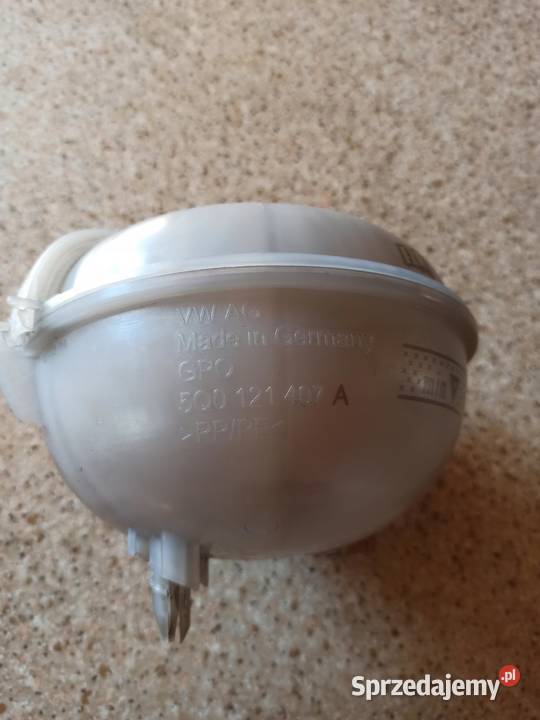 VW AG
Made in Germany
GPO
5Q0 121 407 A
>PP/PE<
Sprzedajemy.pl